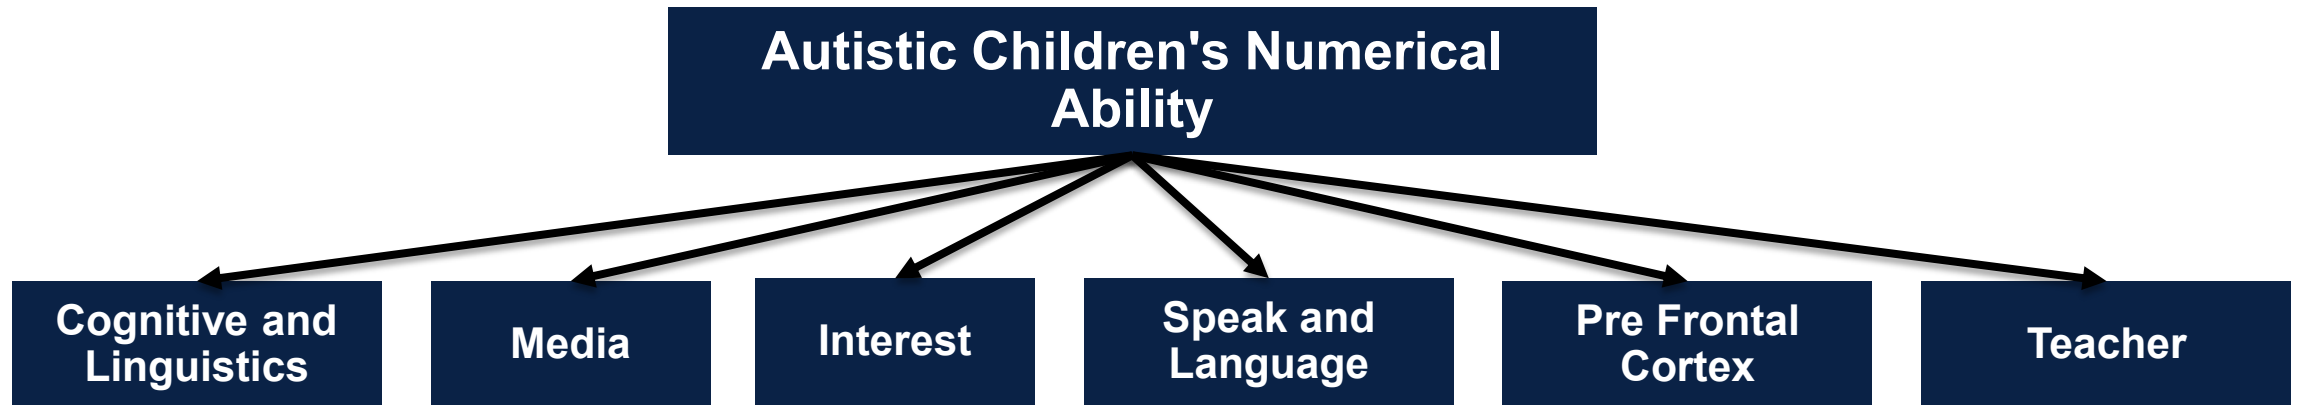 Autistic Children's Numerical
Ability
Cognitive and
Linguistics
Media
Interest
Speak and
Language
Pre Frontal
Cortex
Teacher